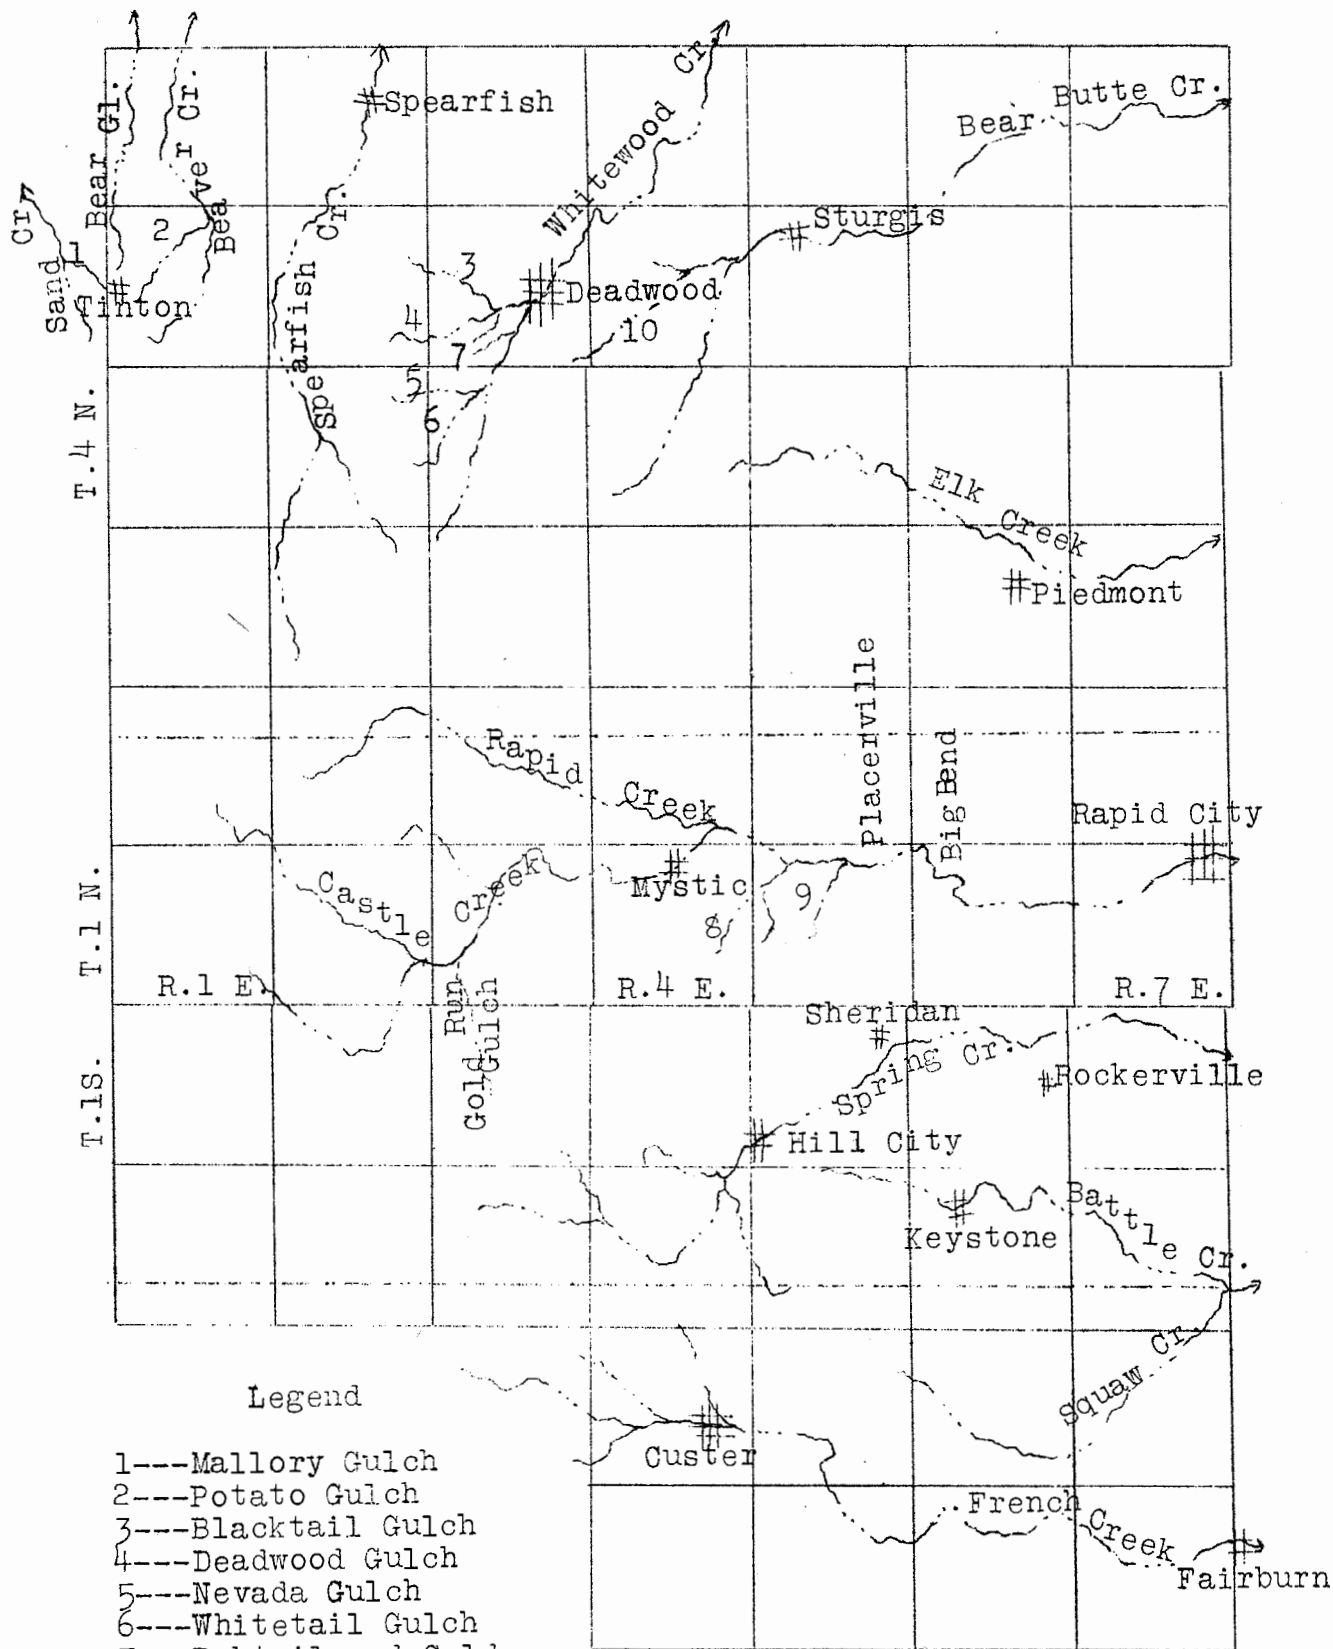 Spearfish
Whitewood Cr.
Bear Butte Cr.
Bear Gl.
Beaver Cr.
Sand Cr
1
2
Tinton
Spearfish Cr.
Sturgis
3
4
Deadwood
10
7
5
6
T.4 N.
Elk Creek
Piedmont
Rapid Creek
Placerville
Big Bend
Rapid City
Castle Creek
Mystic
8
9
T.1 N.
R.1 E.
R.4 E.
R.7 E.
Gold Run
Gulch
Sheridan
Spring Cr.
Rockerville
T.1S.
Hill City
Keystone
Battle Cr.
Squaw Cr.
Custer
French Creek
Fairburn
Legend
1---Mallory Gulch
2---Potato Gulch
3---Blacktail Gulch
4---Deadwood Gulch
5---Nevada Gulch
6---Whitetail Gulch